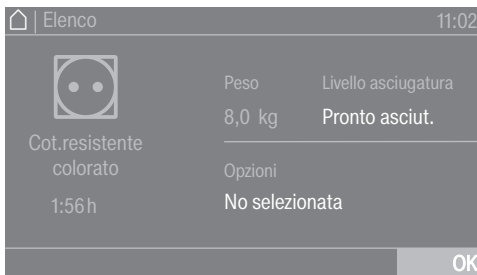 | Elenco 11:02
Peso Livello asciugatura
8,0 kg Pronto asciut.
Cot.resistente
colorato
Opzioni
1:56 h No selezionata
OK